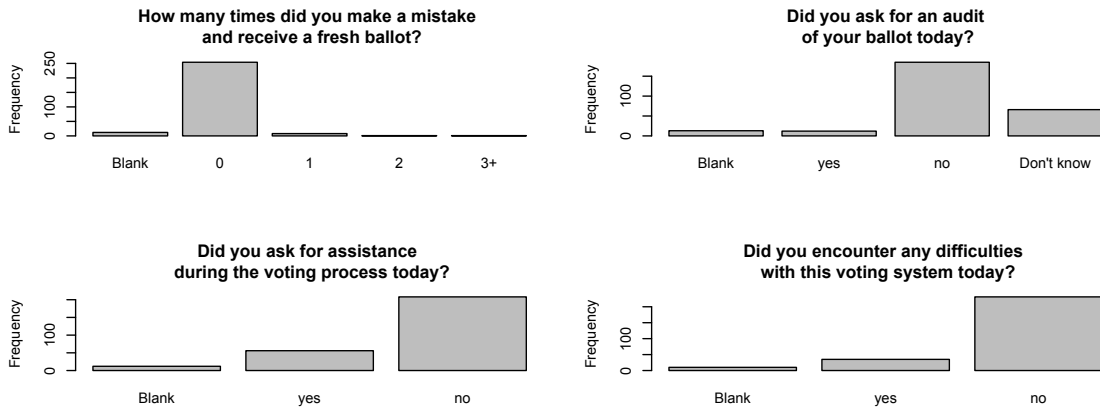 How many times did you make a mistake
and receive a fresh ballot?
Frequency
0
100
250
Blank
0
1
2
3+
Did you ask for an audit
of your ballot today?
Frequency
0
100
Blank
yes
no
Don't know
Did you ask for assistance
during the voting process today?
Frequency
0
100
Blank
yes
no
Did you encounter any difficulties
with this voting system today?
Frequency
0
100
Blank
yes
no